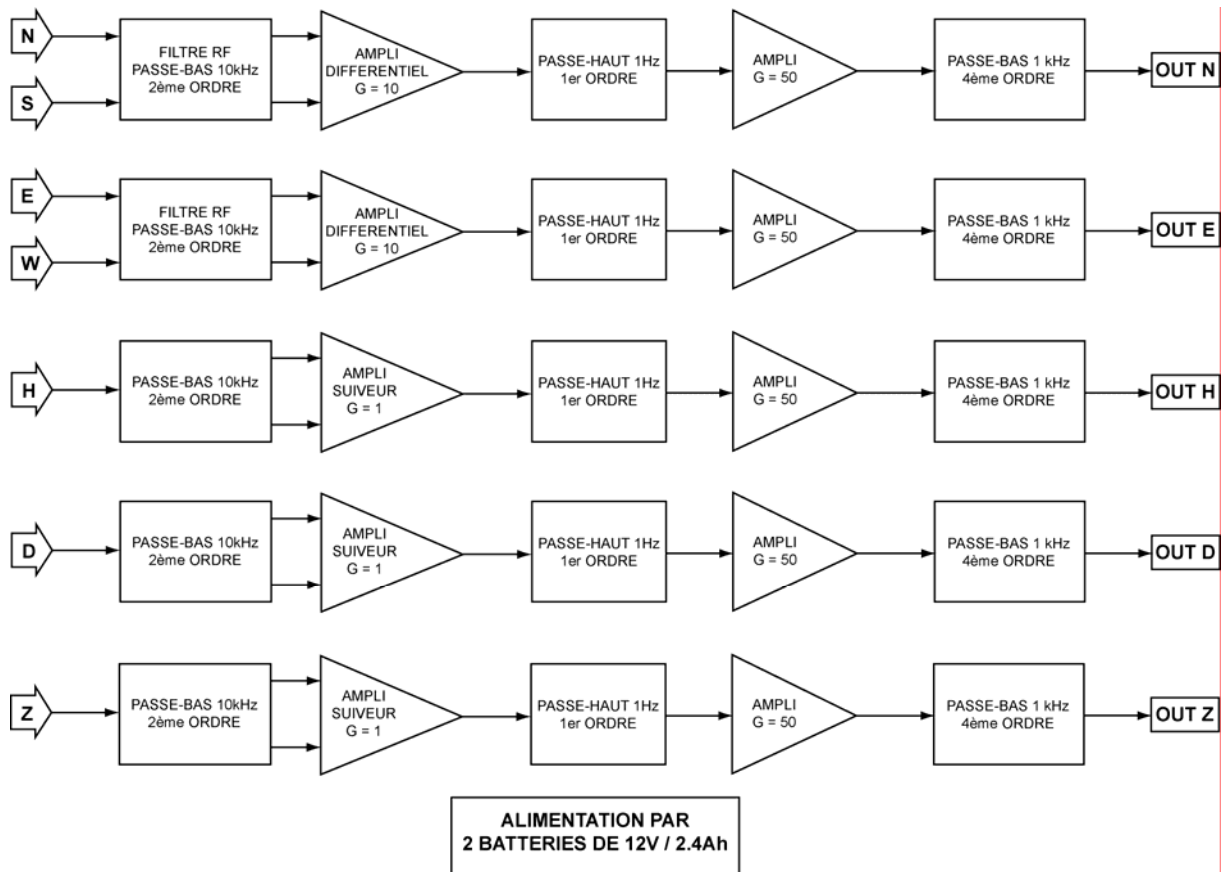 N
S
FILTRE RF
PASSE-BAS 10kHz
2ème ORDRE
AMPLI
DIFFERENTIEL
G = 10
PASSE-HAUT 1Hz
1er ORDRE
AMPLI
G = 50
PASSE-BAS 1 kHz
4ème ORDRE
OUT N
E
W
FILTRE RF
PASSE-BAS 10kHz
2ème ORDRE
AMPLI
DIFFERENTIEL
G = 10
PASSE-HAUT 1Hz
1er ORDRE
AMPLI
G = 50
PASSE-BAS 1 kHz
4ème ORDRE
OUT E
H
PASSE-BAS 10kHz
2ème ORDRE
AMPLI
SUIVEUR
G = 1
PASSE-HAUT 1Hz
1er ORDRE
AMPLI
G = 50
PASSE-BAS 1 kHz
4ème ORDRE
OUT H
D
PASSE-BAS 10kHz
2ème ORDRE
AMPLI
SUIVEUR
G = 1
PASSE-HAUT 1Hz
1er ORDRE
AMPLI
G = 50
PASSE-BAS 1 kHz
4ème ORDRE
OUT D
Z
PASSE-BAS 10kHz
2ème ORDRE
AMPLI
SUIVEUR
G = 1
PASSE-HAUT 1Hz
1er ORDRE
AMPLI
G = 50
PASSE-BAS 1 kHz
4ème ORDRE
OUT Z
ALIMENTATION PAR
2 BATTERIES DE 12V / 2.4Ah